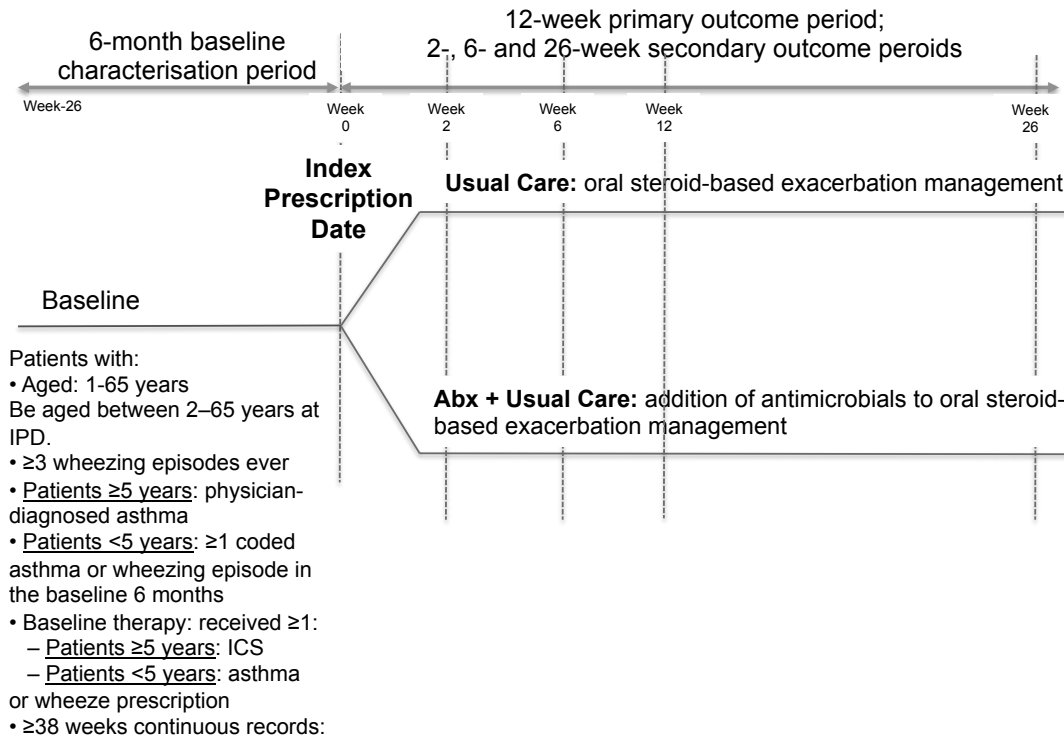 6-month baseline
characterisation period
12-week primary outcome period;
2-, 6- and 26-week secondary outcome peroids
Week-26
Week
0
Week
2
Week
6
Week
12
Week
26
Index
Prescription
Date
Usual Care: oral steroid-based exacerbation management
Baseline
Abx + Usual Care: addition of antimicrobials to oral steroid-
based exacerbation management
Patients with:
• Aged: 1-65 years
Be aged between 2–65 years at
IPD.
• ≥3 wheezing episodes ever
• Patients ≥5 years: physician-
diagnosed asthma
• Patients <5 years: ≥1 coded
asthma or wheezing episode in
the baseline 6 months
• Baseline therapy: received ≥1:
– Patients ≥5 years: ICS
– Patients <5 years: asthma
or wheeze prescription
• ≥38 weeks continuous records: